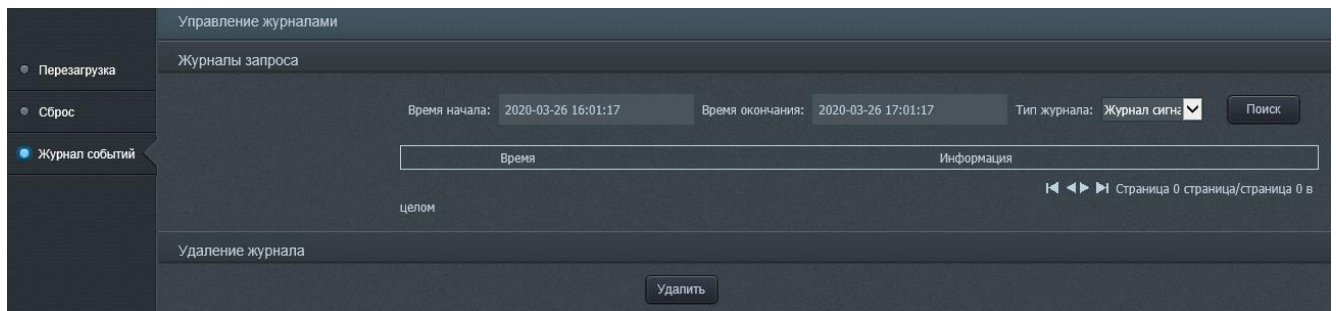 Управление журналами
Журналы запроса
Перезагрузка
Сброс
Журнал событий
Время начала: 2020-03-26 16:01:17 Время окончания: 2020-03-26 17:01:17 Тип журнала: Журнал сигна Поиск
Время Информация
Страница 0 страница/страница 0 в
целом
Удаление журнала
Удалить